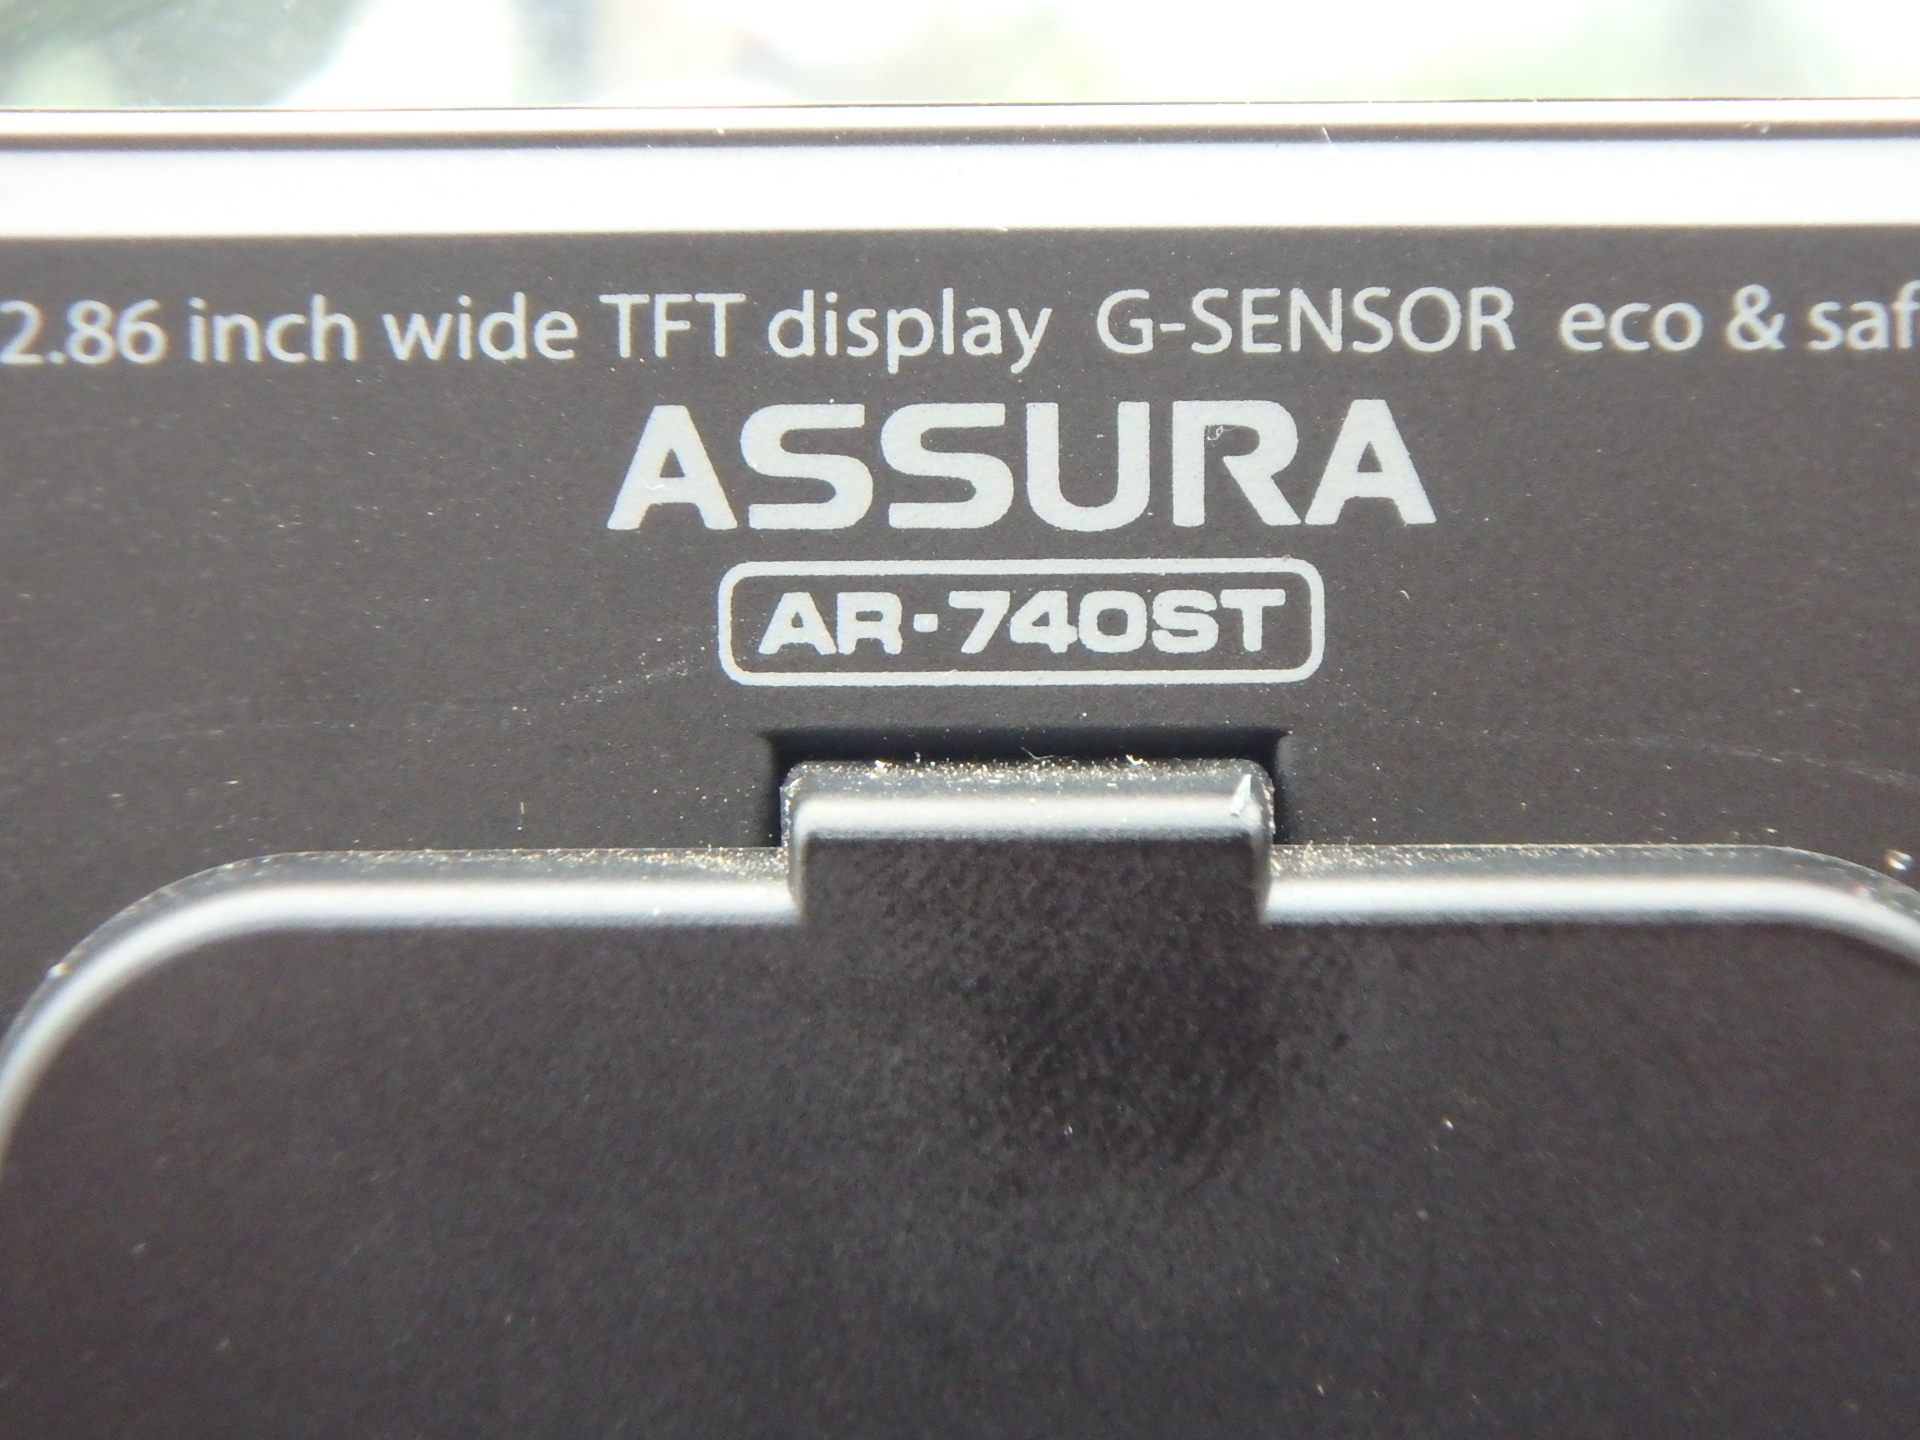 2.86 inch wide TFT display G-SENSOR eco &
ASSURA
AR-740ST